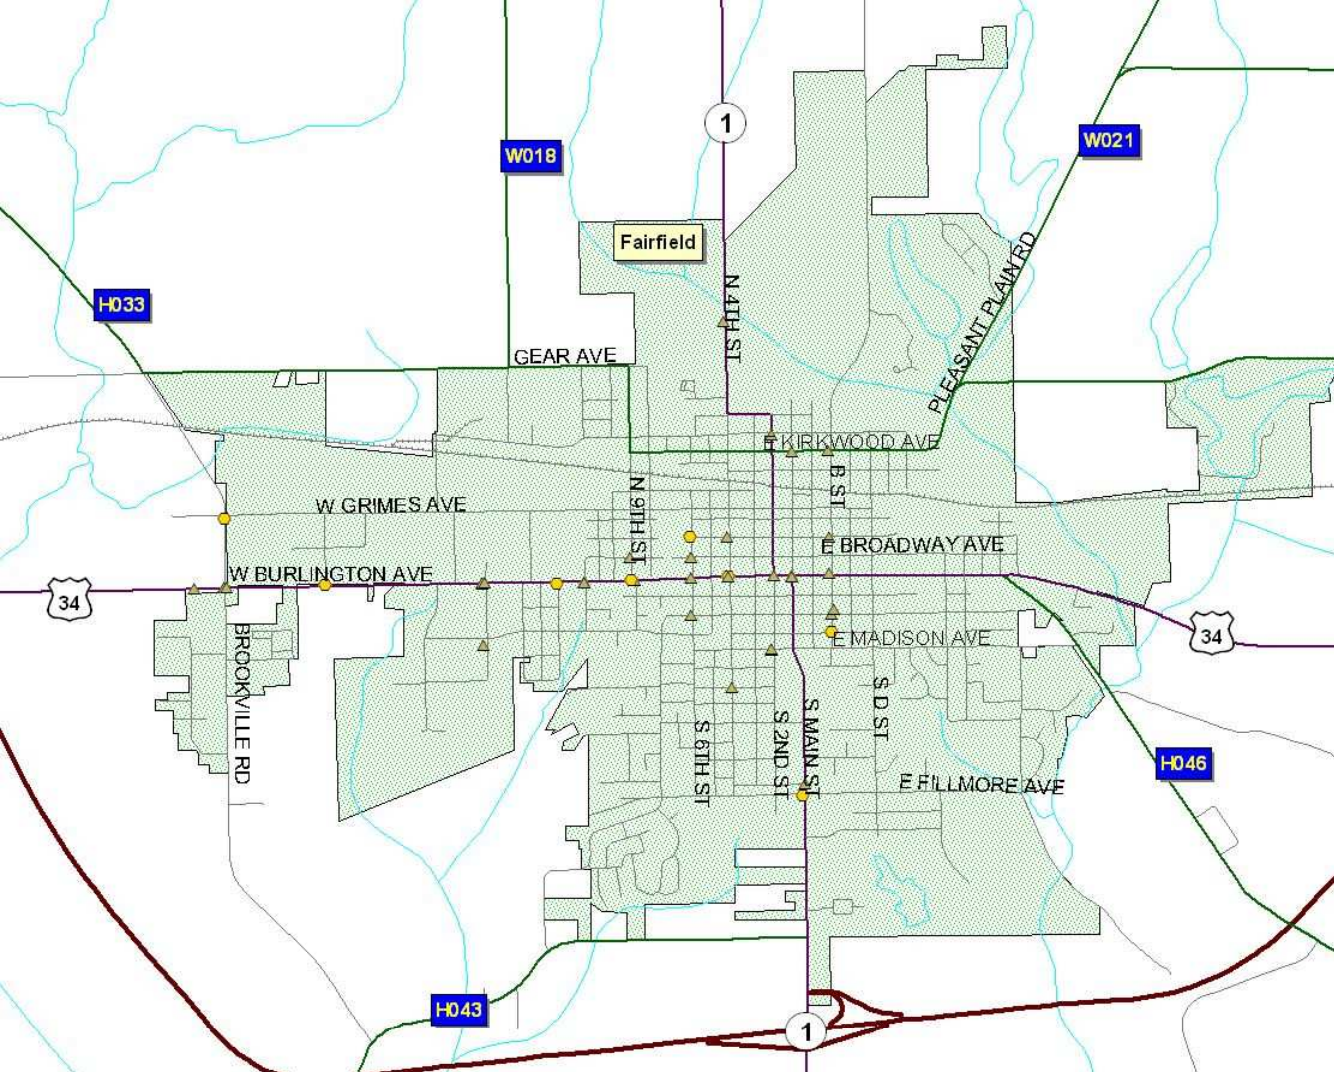 1
W018
W021
Fairfield
PLEASANT PLAIN RD
H033
N 4TH ST
GEAR AVE
E KIRKWOOD AVE
B ST
N 9TH ST
W GRIMES AVE
E BROADWAY AVE
W BURLINGTON AVE
34
34
E MADISON AVE
BROOKVILLE RD
S D ST
S MAIN ST
S 2ND ST
S 6TH ST
H046
E FILLMORE AVE
H043
1